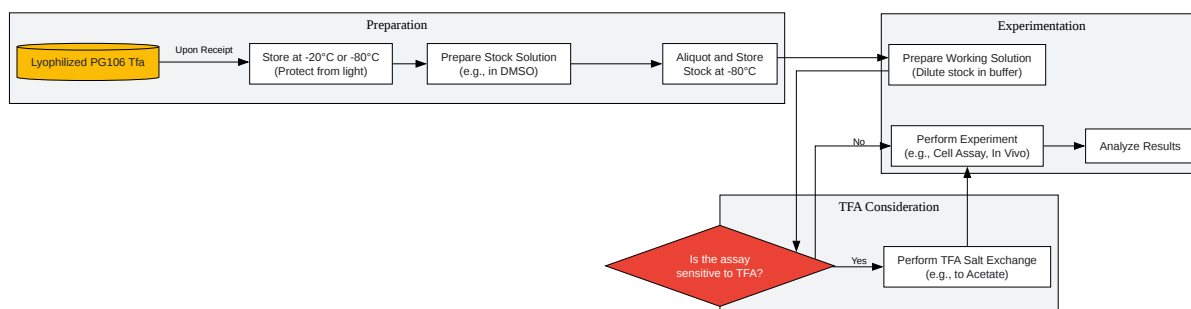 Preparation
Lyophilized PG106 Tfa
Upon Receipt
Store at -20°C or -80°C
(Protect from light)
Prepare Stock Solution
(e.g., in DMSO)
Aliquot and Store
Stock at -80°C
Experimentation
Prepare Working Solution
(Dilute stock in buffer)
No
Perform Experiment
(e.g., Cell Assay, In Vivo)
Analyze Results
TFA Consideration
Is the assay
sensitive to TFA?
Yes
Perform TFA Salt Exchange
(e.g., to Acetate)